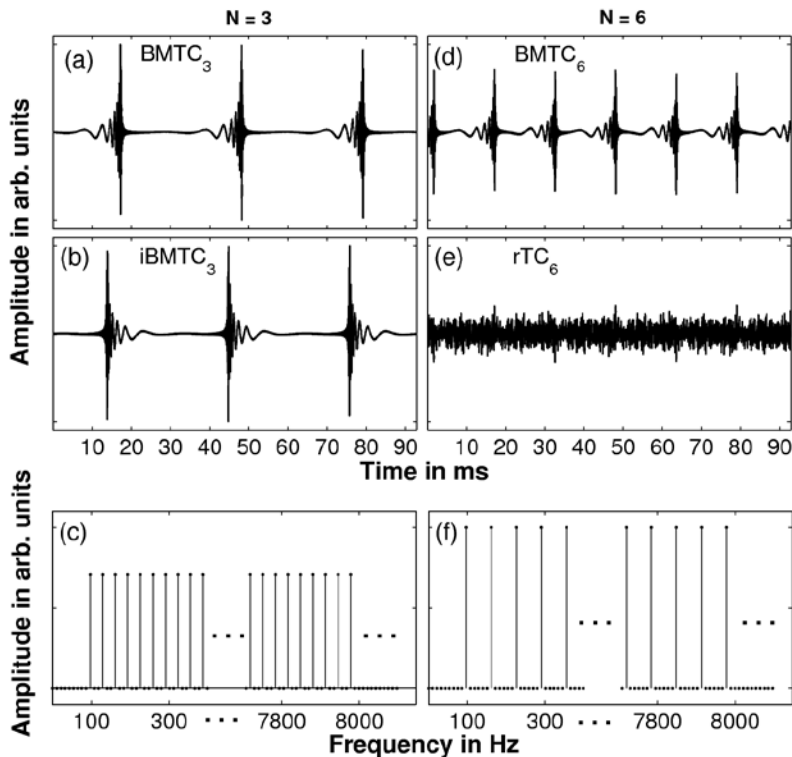 N = 3
N = 6
Amplitude in arb. units
(a) BMTC3
(d) BMTC6
(b) iBMTC3
(e) rTC6
10 20 30 40 50 60 70 80 90
10 20 30 40 50 60 70 80 90
Time in ms
Amplitude in arb. units
(c)
(f)
100 300 7800 8000
100 300 7800 8000
Frequency in Hz